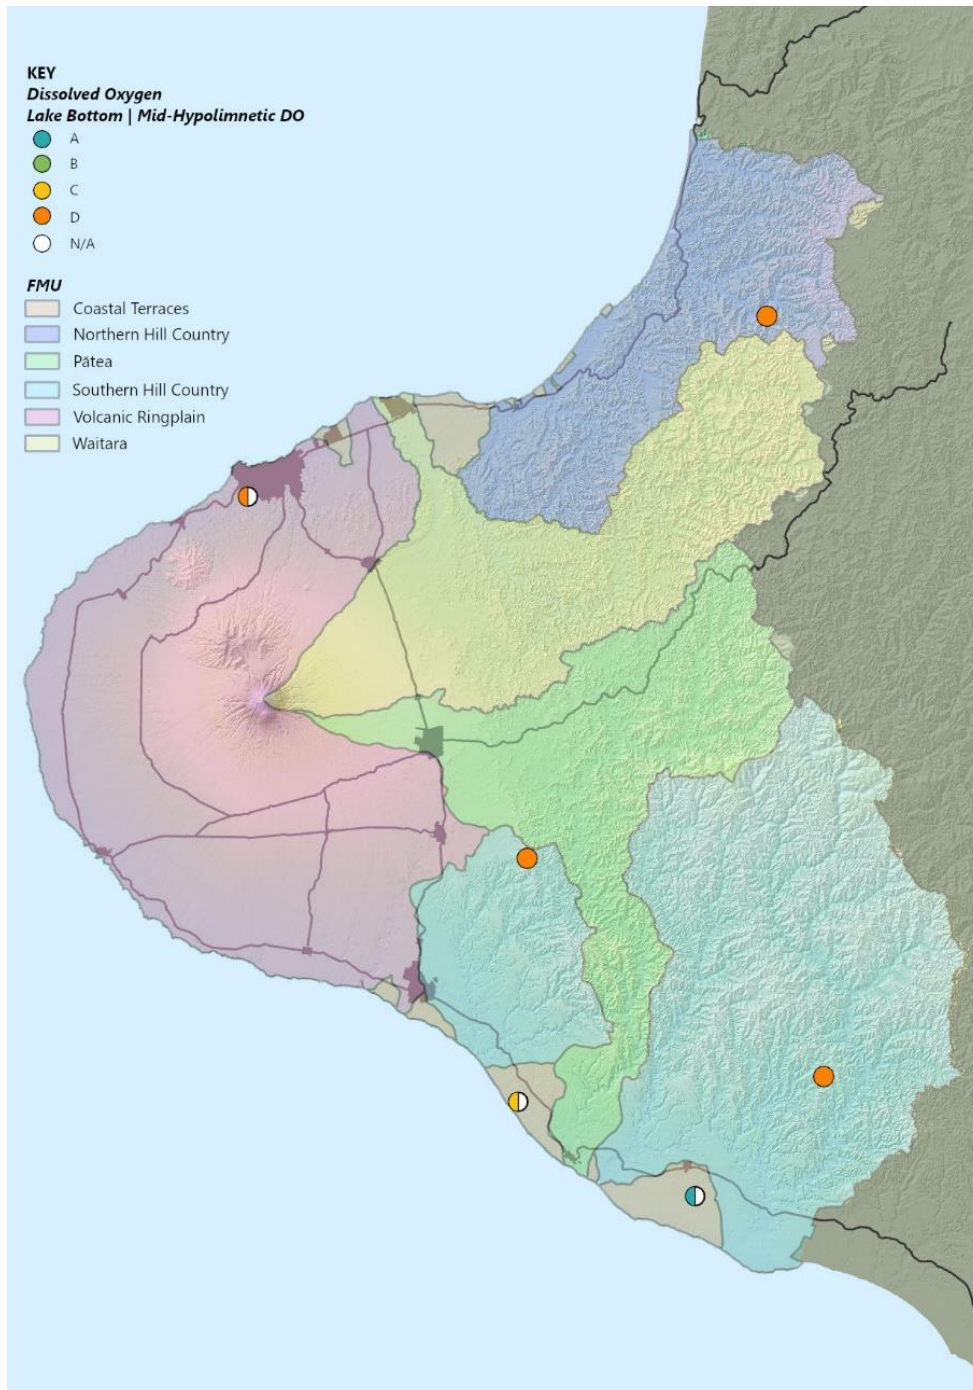 KEY
Dissolved Oxygen
Lake Bottom | Mid-Hypolimnetic DO
A
B
C
D
N/A
FMU
Coastal Terraces
Northern Hill Country
Pātea
Southern Hill Country
Volcanic Ringplain
Waitara